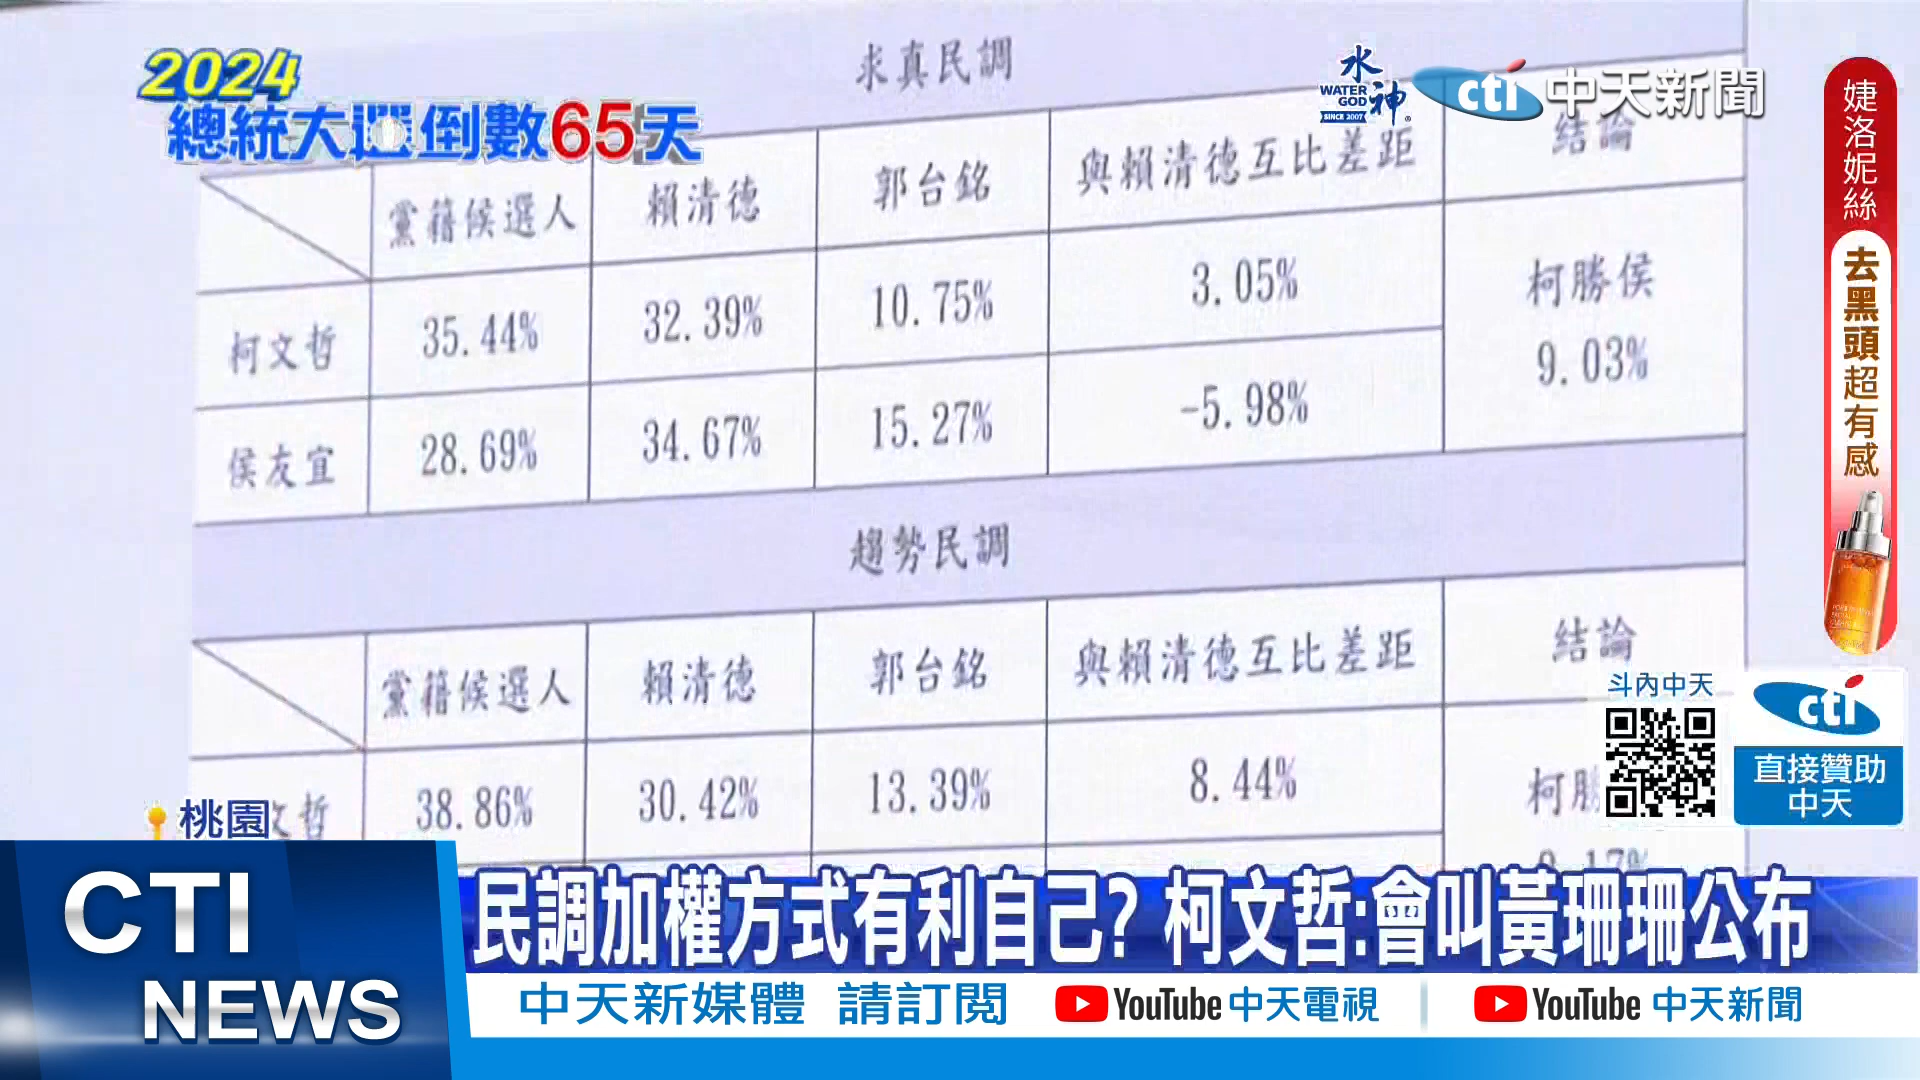 2024
總統大選倒數65天
求真民調
水神
WATER GOD
SINCE 2007
cti 中天新聞
黨籍候選人 賴清德 郭台銘 與賴清德互比差距 結論
柯文哲 35.44% 32.39% 10.75% 3.05% 柯勝侯
9.03%
侯友宜 28.69% 34.67% 15.27% -5.98%
趨勢民調
黨籍候選人 賴清德 郭台銘 與賴清德互比差距 結論
文哲 38.86% 30.42% 13.39% 8.44% 柯勝
桃園
婕洛妮絲
去黑頭超有感
斗內中天
cti
直接贊助
中天
CTI
NEWS
民調加權方式有利自己? 柯文哲:會叫黃珊珊公布
中天新媒體 請訂閱 YouTube 中天電視 YouTube 中天新聞